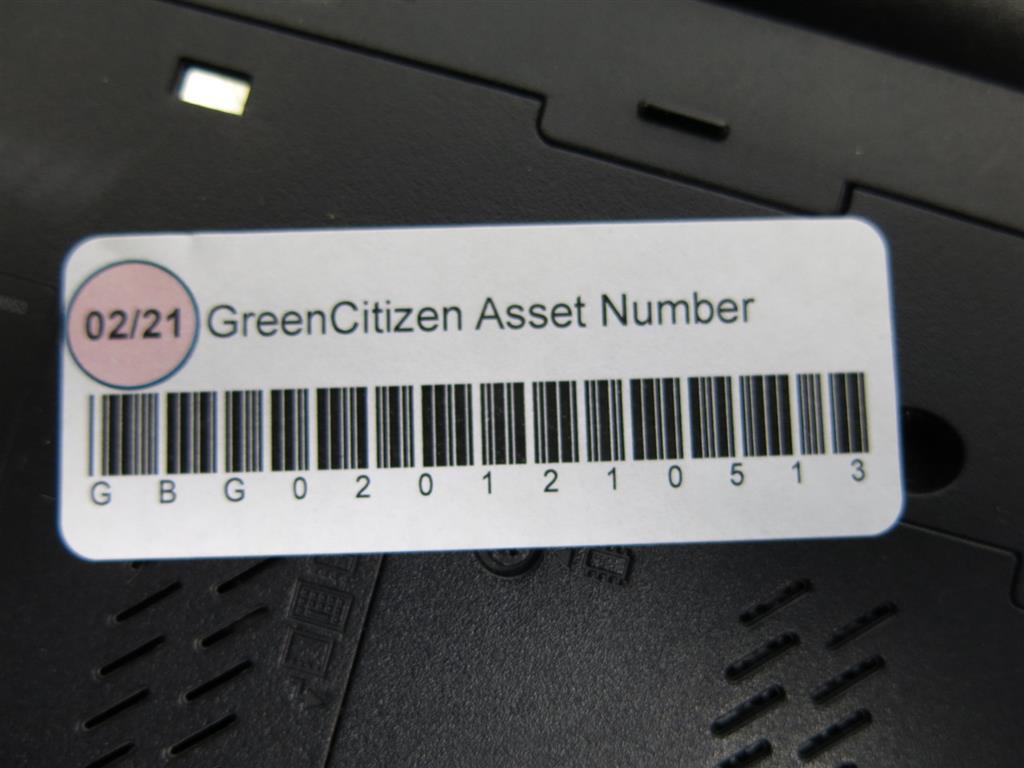 02/21 GreenCitizen Asset Number
G B G 0 2 0 1 2 1 0 5 1 3